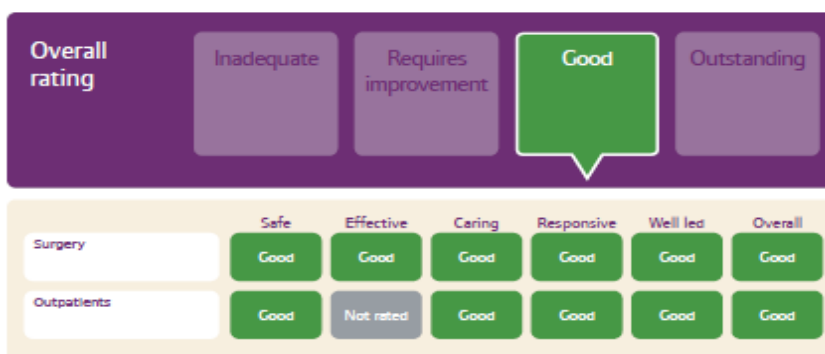 Overall
rating
Inadequate
Requires
improvement
Good
Outstanding
Safe Effective Caring Responsive Well led Overall
Surgery Good Good Good Good Good Good
Outpatients Good Not rated Good Good Good Good